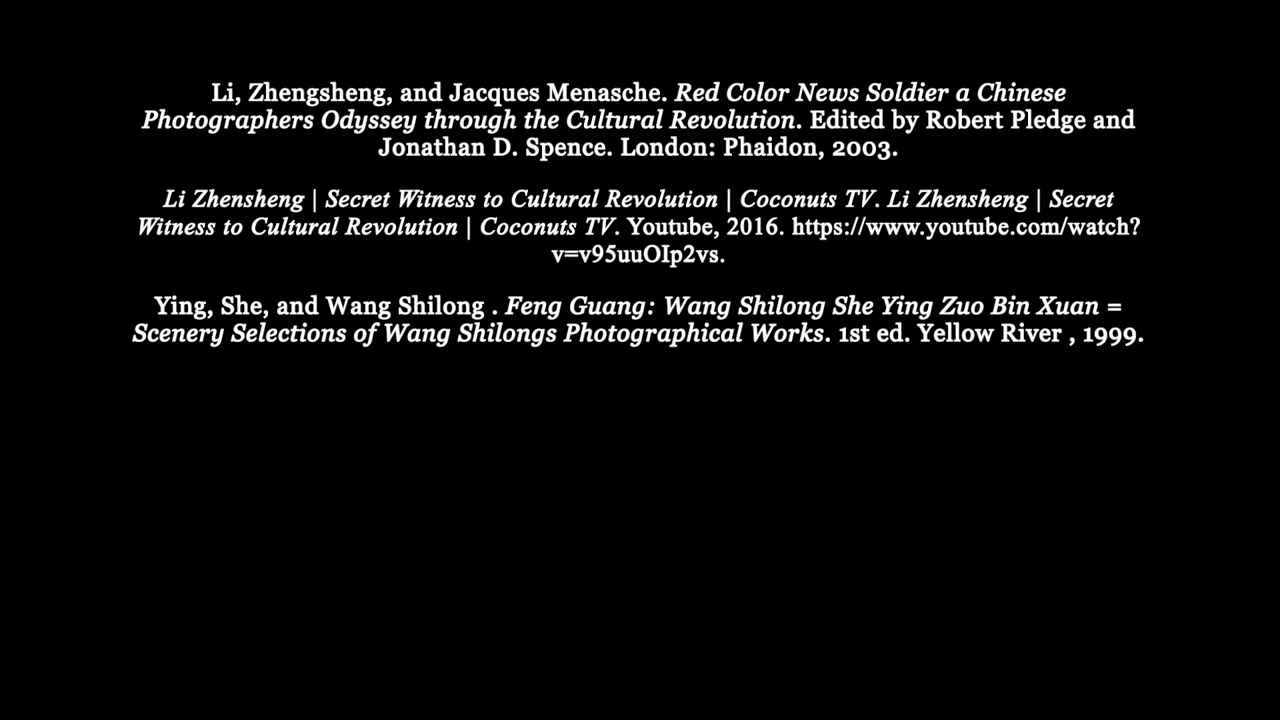 Li, Zhengsheng, and Jacques Menasche. Red Color News Soldier a Chinese
Photographers Odyssey through the Cultural Revolution. Edited by Robert Pledge and
Jonathan D. Spence. London: Phaidon, 2003.
Li Zhensheng | Secret Witness to Cultural Revolution | Coconuts TV. Li Zhensheng | Secret
Witness to Cultural Revolution | Coconuts TV. Youtube, 2016. https://www.youtube.com/watch?
v=v95uuOIp2vs.
Ying, She, and Wang Shilong . Feng Guang: Wang Shilong She Ying Zuo Bin Xuan =
Scenery Selections of Wang Shilongs Photographical Works. 1st ed. Yellow River , 1999.